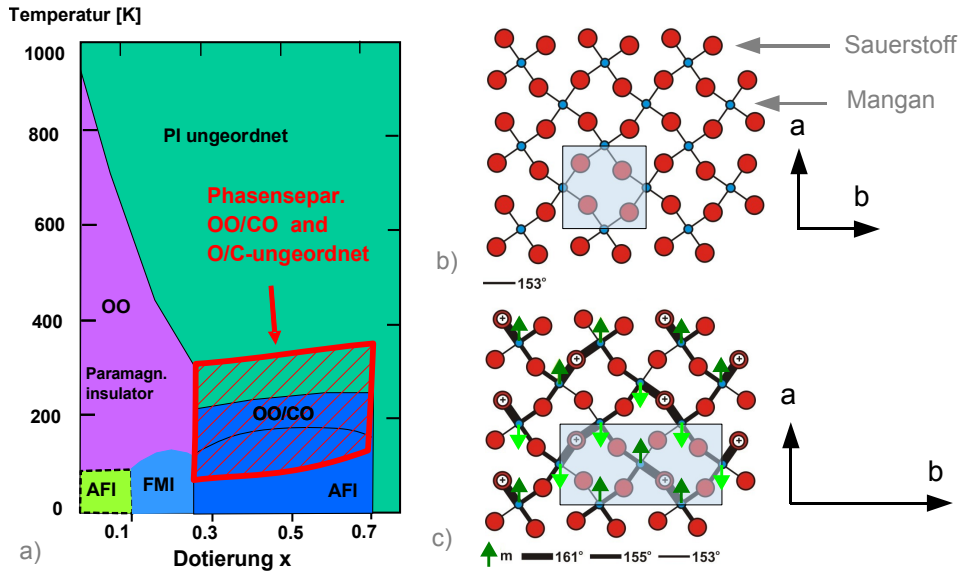 Temperatur [K]
1000
800
600
400
200
0
PI ungeordnet
Phasensepar.
OO/CO and
O/C-ungeordnet
OO
Paramagn.
insulator
OO/CO
AFI
FMI
AFI
0.1
0.3
0.5
0.7
Dotierung x
a)
Sauerstoff
Mangan
a
b
b)
153°
a
b
c)
m
161°
155°
153°